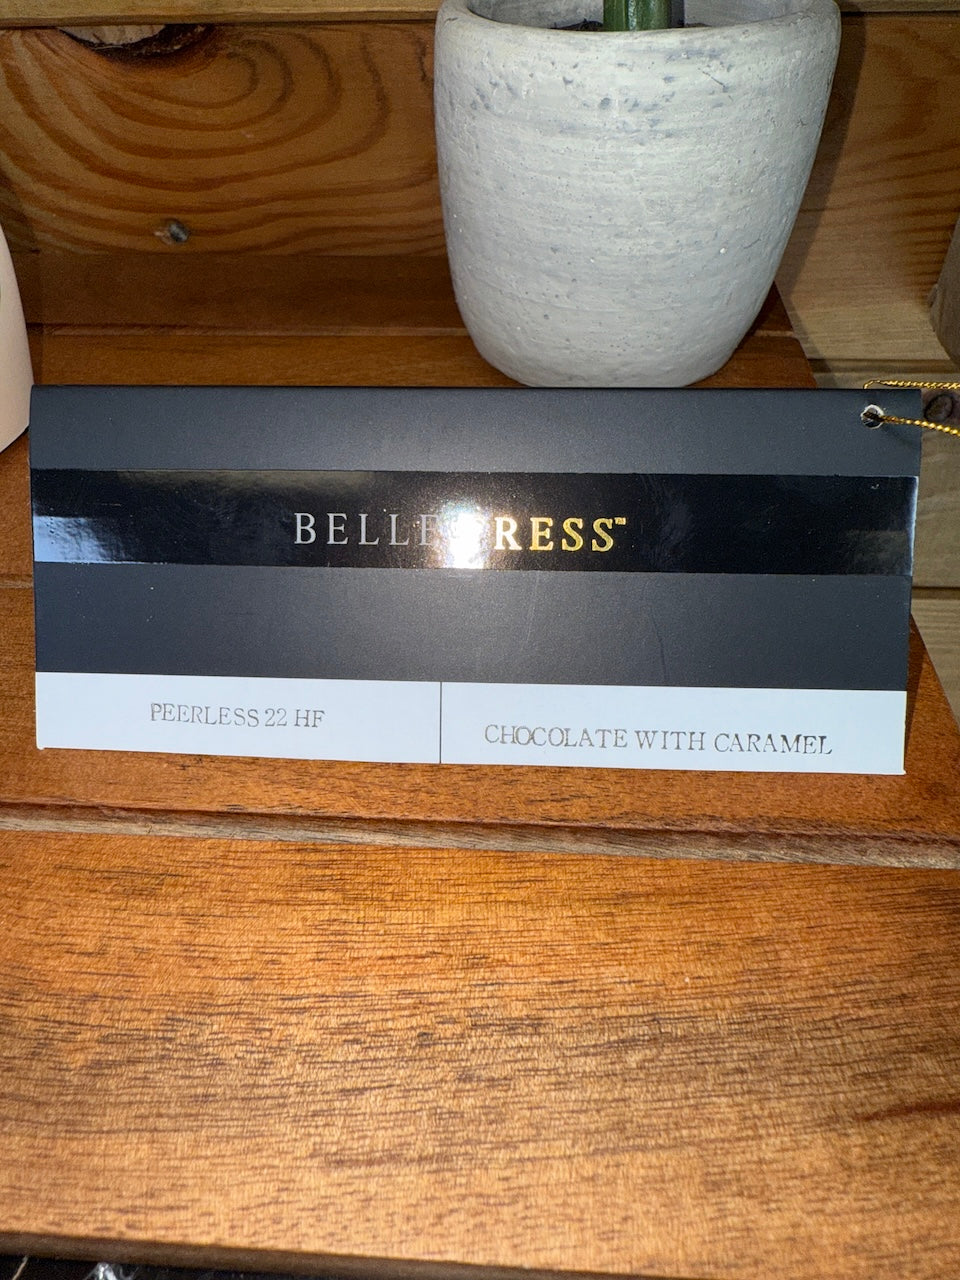 PEERLESS 22 HF
CHOCOLATE WITH CARAMEL